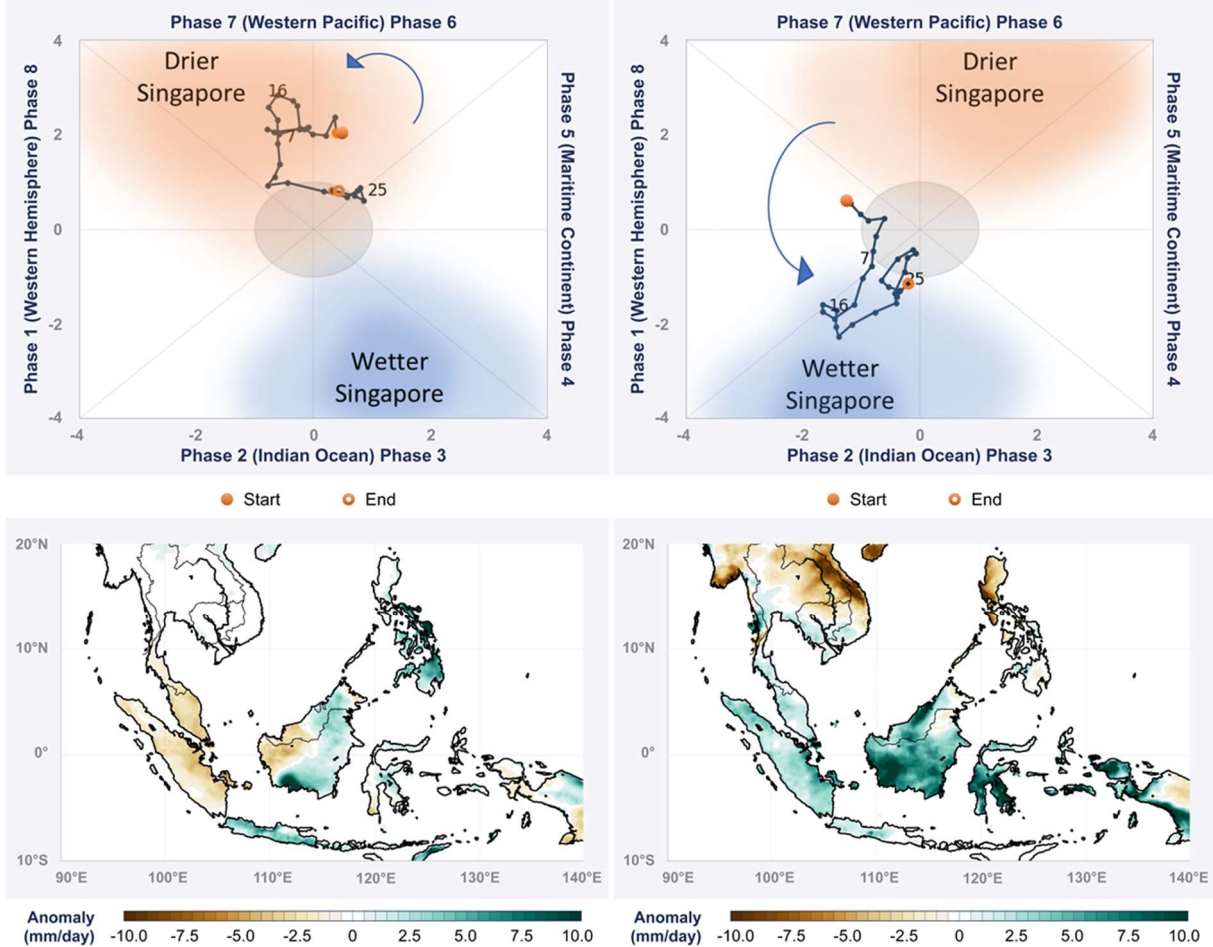 Phase 7 (Western Pacific) Phase 6
Phase 1 (Western Hemisphere) Phase 8
4
2
0
-2
-4
Drier
Singapore
16
7
25
Wetter
Singapore
Phase 5 (Maritime Continent) Phase 4
-4
-2
0
2
4
Phase 2 (Indian Ocean) Phase 3
Start
End
Phase 7 (Western Pacific) Phase 6
Phase 1 (Western Hemisphere) Phase 8
4
2
0
-2
-4
Drier
Singapore
7
25
16
Wetter
Singapore
Phase 5 (Maritime Continent) Phase 4
-4
-2
0
2
4
Phase 2 (Indian Ocean) Phase 3
Start
End
20°N
10°N
0°
10°S
90°E
100°E
110°E
120°E
130°E
140°E
Anomaly
(mm/day)
-10.0
-7.5
-5.0
-2.5
0
2.5
5.0
7.5
10.0
20°N
10°N
0°
10°S
90°E
100°E
110°E
120°E
130°E
140°E
Anomaly
(mm/day)
-10.0
-7.5
-5.0
-2.5
0
2.5
5.0
7.5
10.0